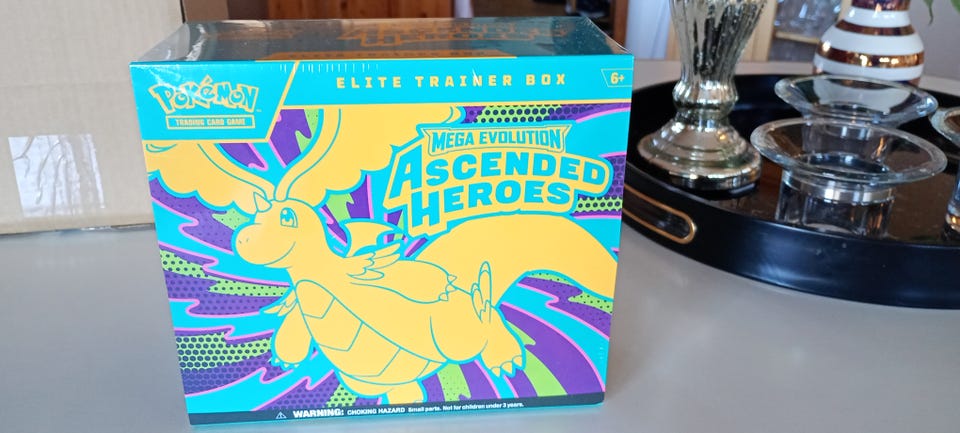 ELITE TRAINER BOX
6+
POKéMON
TRADING CARD GAME
MEGA EVOLUTION
ASCENDED
HEROES
WARNING: CHOKING HAZARD Small parts. Not for children under 3 years.